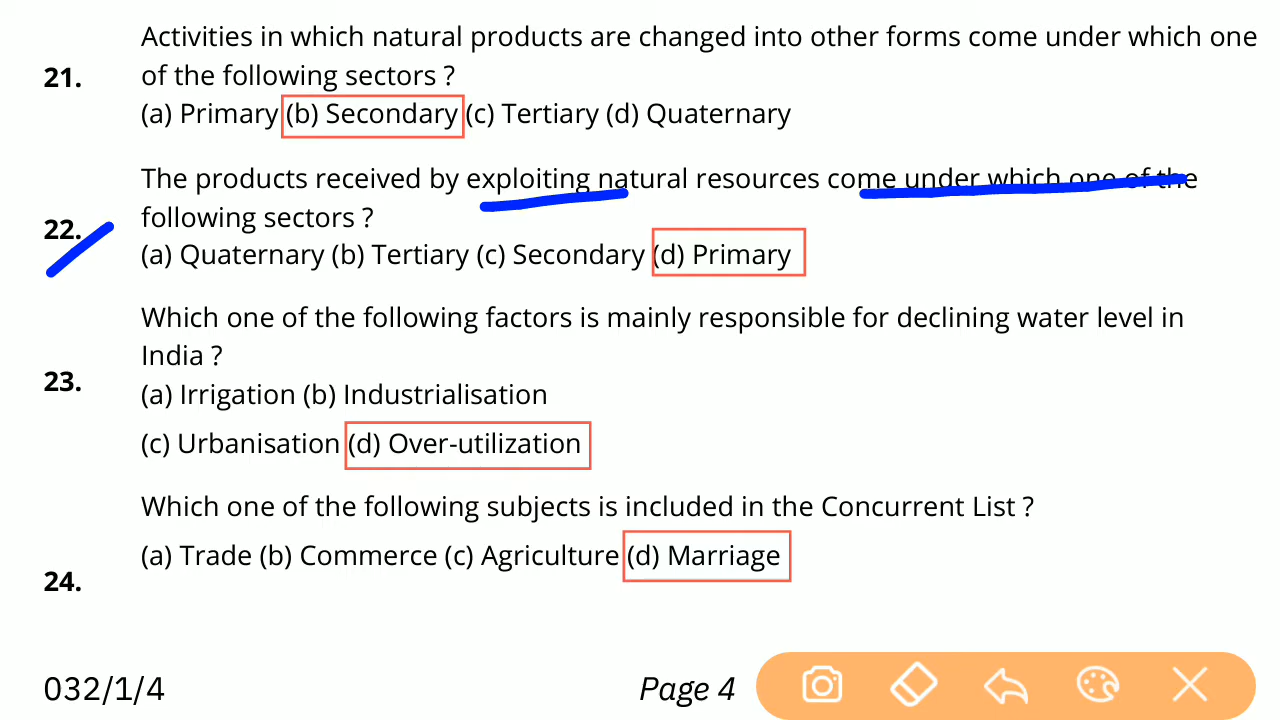 Activities in which natural products are changed into other forms come under which one
21. of the following sectors ?
(a) Primary (b) Secondary (c) Tertiary (d) Quaternary
The products received by exploiting natural resources come under which one of the
22. following sectors ?
(a) Quaternary (b) Tertiary (c) Secondary (d) Primary
Which one of the following factors is mainly responsible for declining water level in
India ?
23. (a) Irrigation (b) Industrialisation
(c) Urbanisation (d) Over-utilization
Which one of the following subjects is included in the Concurrent List ?
(a) Trade (b) Commerce (c) Agriculture (d) Marriage
24.
032/1/4 Page 4